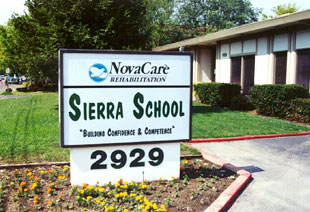 NovaCare
REHABILITATION
SIERRA SCHOOL
"BUILDING CONFIDENCE & COMPETENCE"
2929